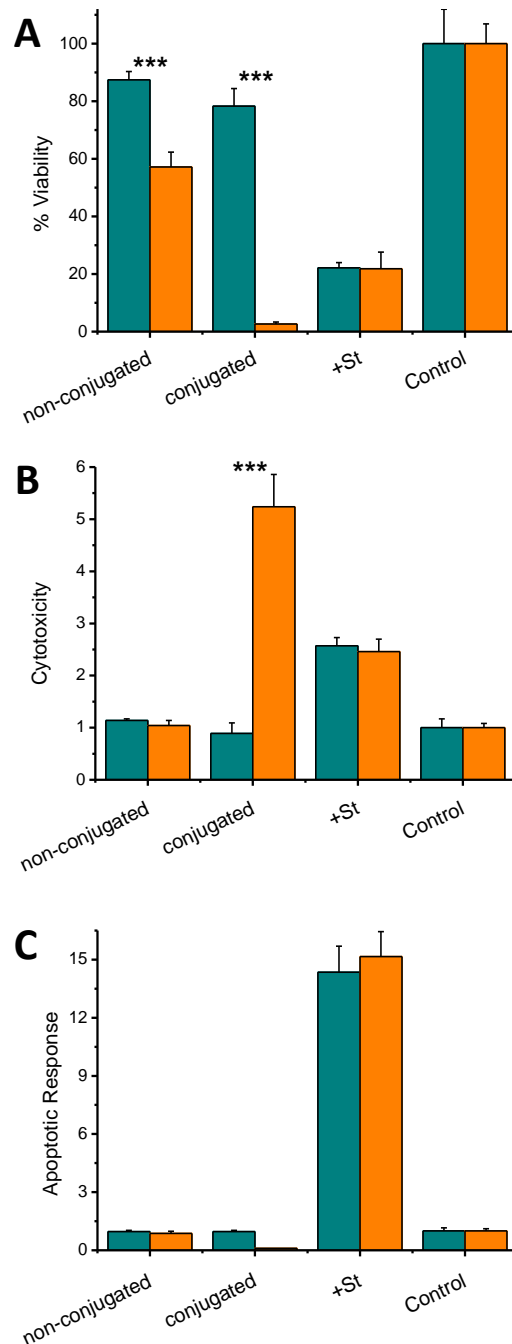 A
% Viability
100
80
60
40
20
0
***
***
non-conjugated
conjugated
+St
Control
B
Cytotoxicity
6
5
4
3
2
1
0
***
non-conjugated
conjugated
+St
Control
C
Apoptotic Response
15
12
9
6
3
0
non-conjugated
conjugated
+St
Control